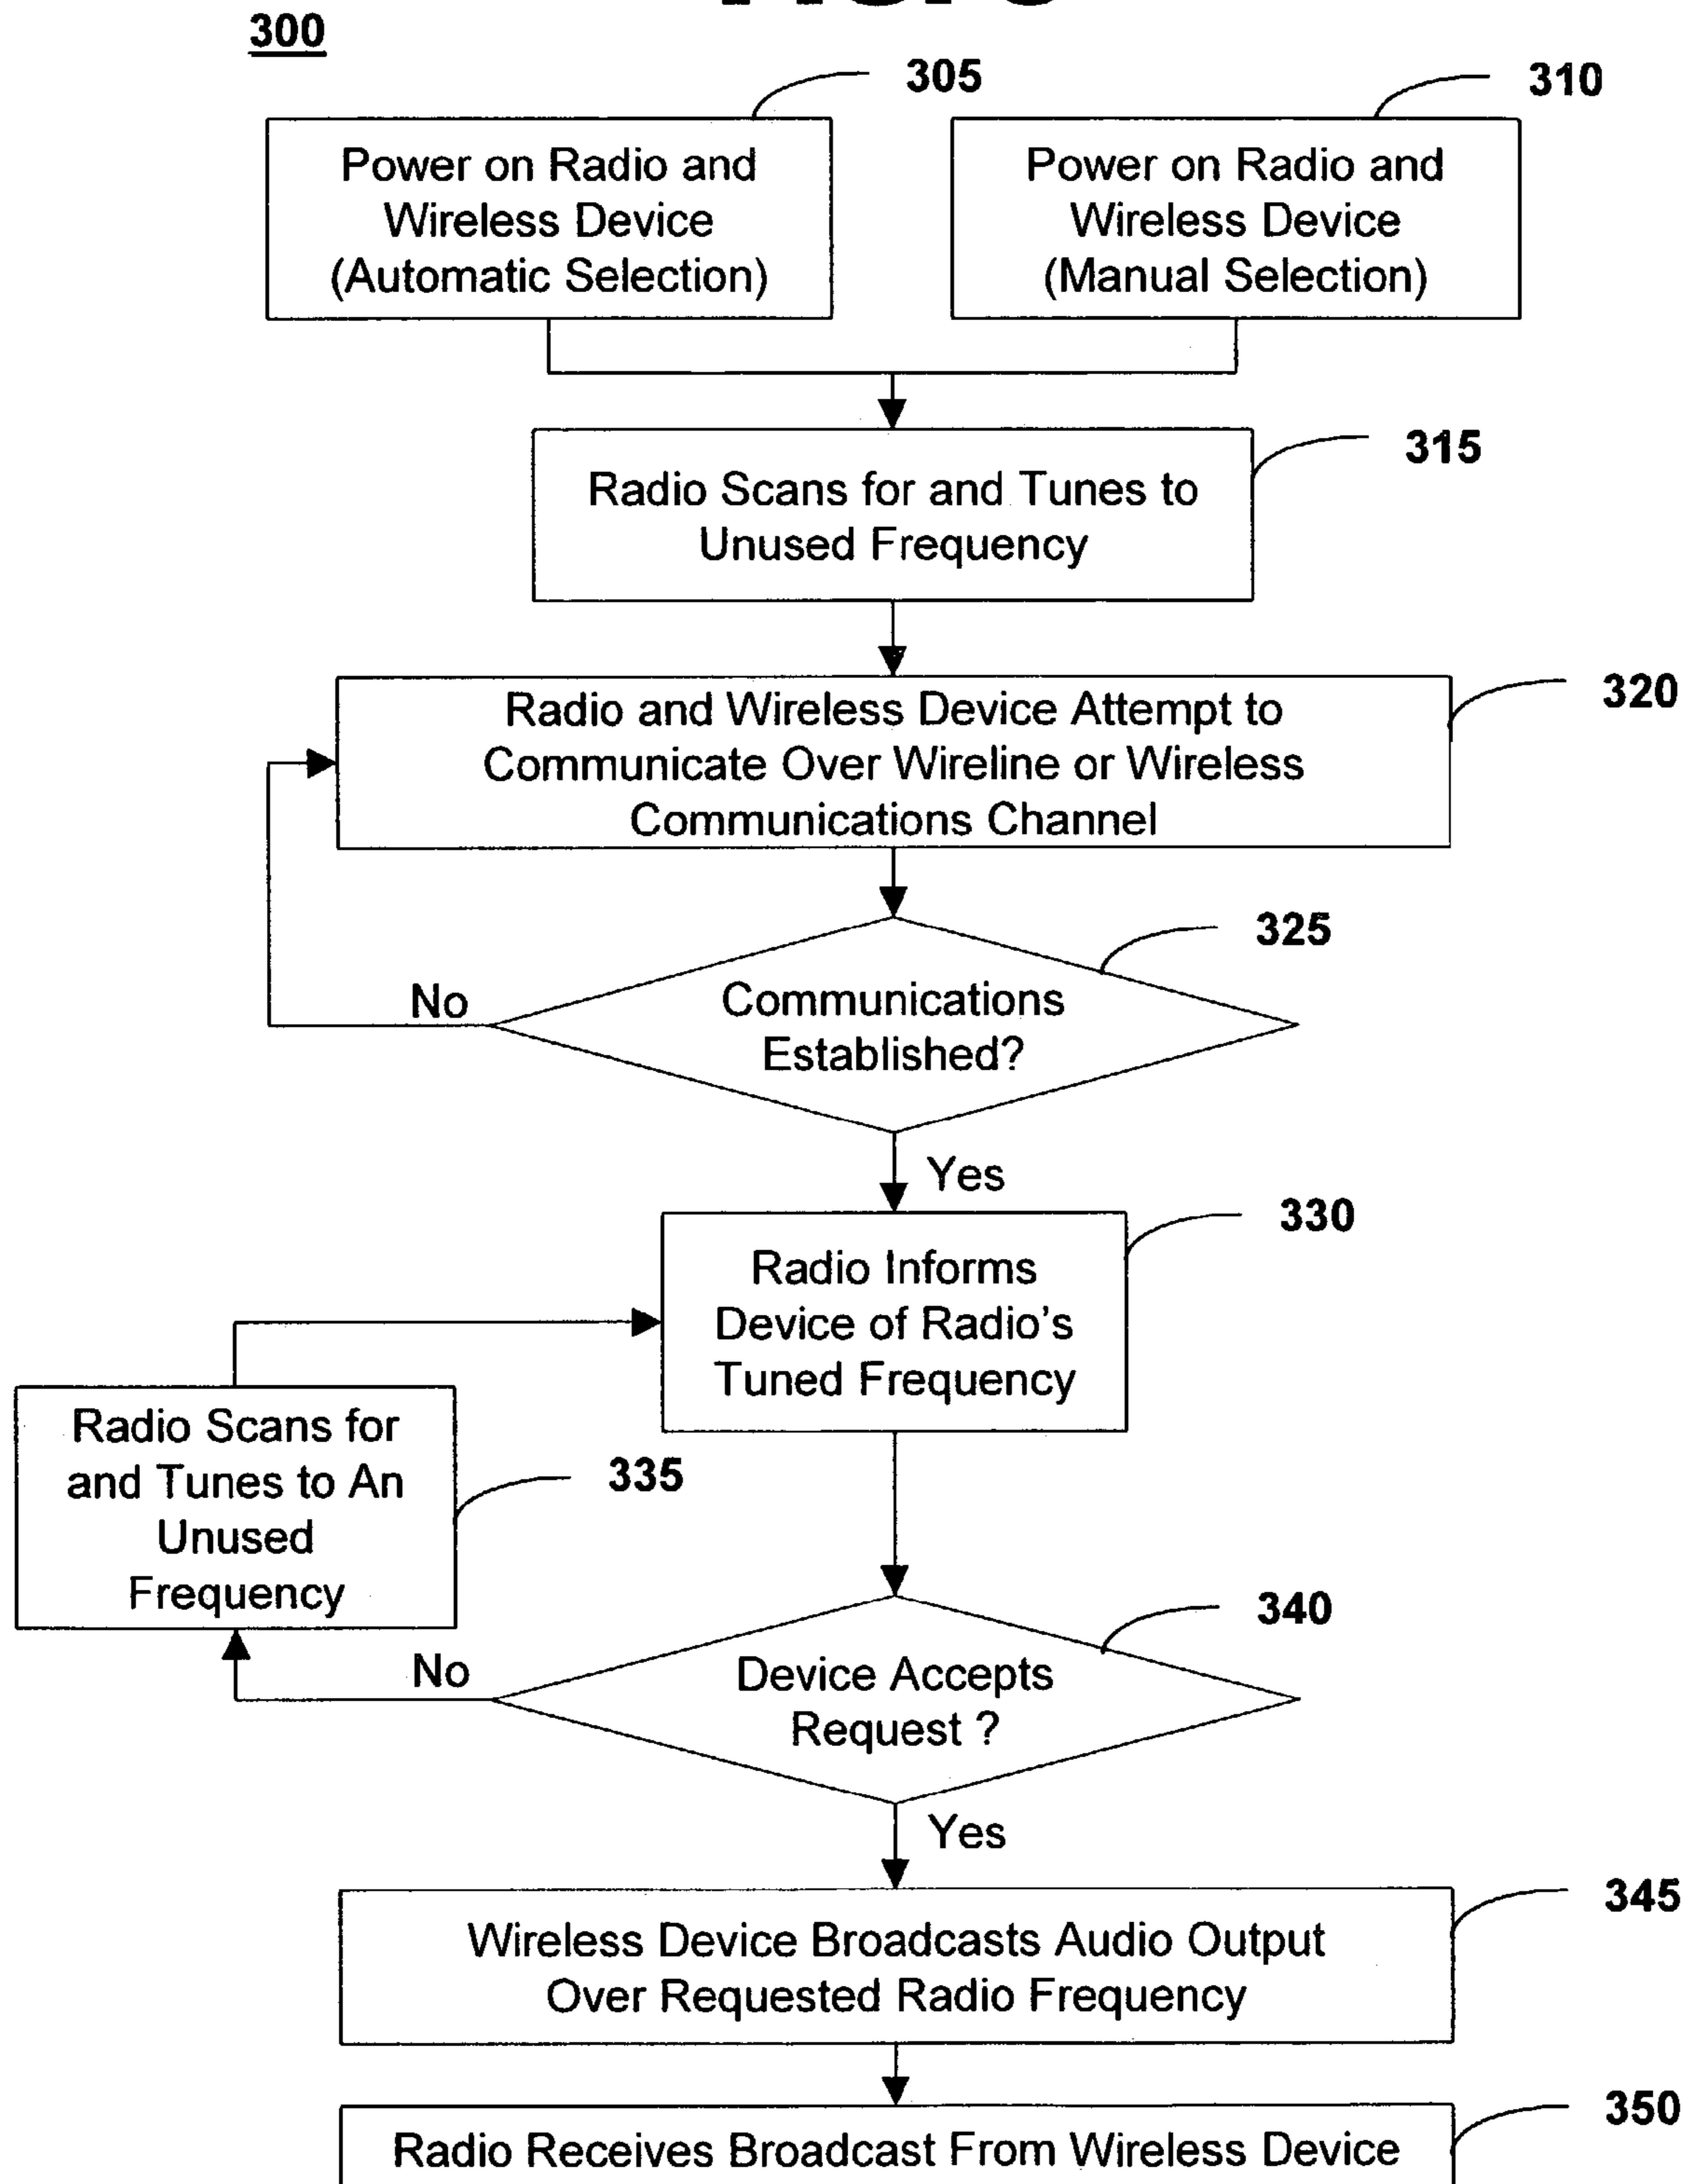 300
305
310
Power on Radio and
Wireless Device
(Automatic Selection)
Power on Radio and
Wireless Device
(Manual Selection)
315
Radio Scans for and Tunes to
Unused Frequency
320
Radio and Wireless Device Attempt to
Communicate Over Wireline or Wireless
Communications Channel
325
No
Communications
Established?
Yes
330
Radio Informs
Device of Radio's
Tuned Frequency
Radio Scans for
and Tunes to An
Unused
Frequency
335
340
No
Device Accepts
Request ?
Yes
345
Wireless Device Broadcasts Audio Output
Over Requested Radio Frequency
350
Radio Receives Broadcast From Wireless Device